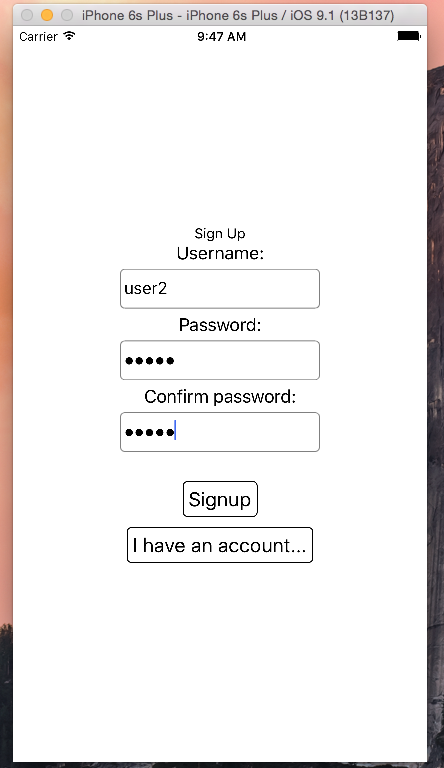 iPhone 6s Plus - iPhone 6s Plus / iOS 9.1 (13B137)
Carrier 9:47 AM
Sign Up
Username:
user2
Password:
●●●●●
Confirm password:
●●●●●
Signup
I have an account...